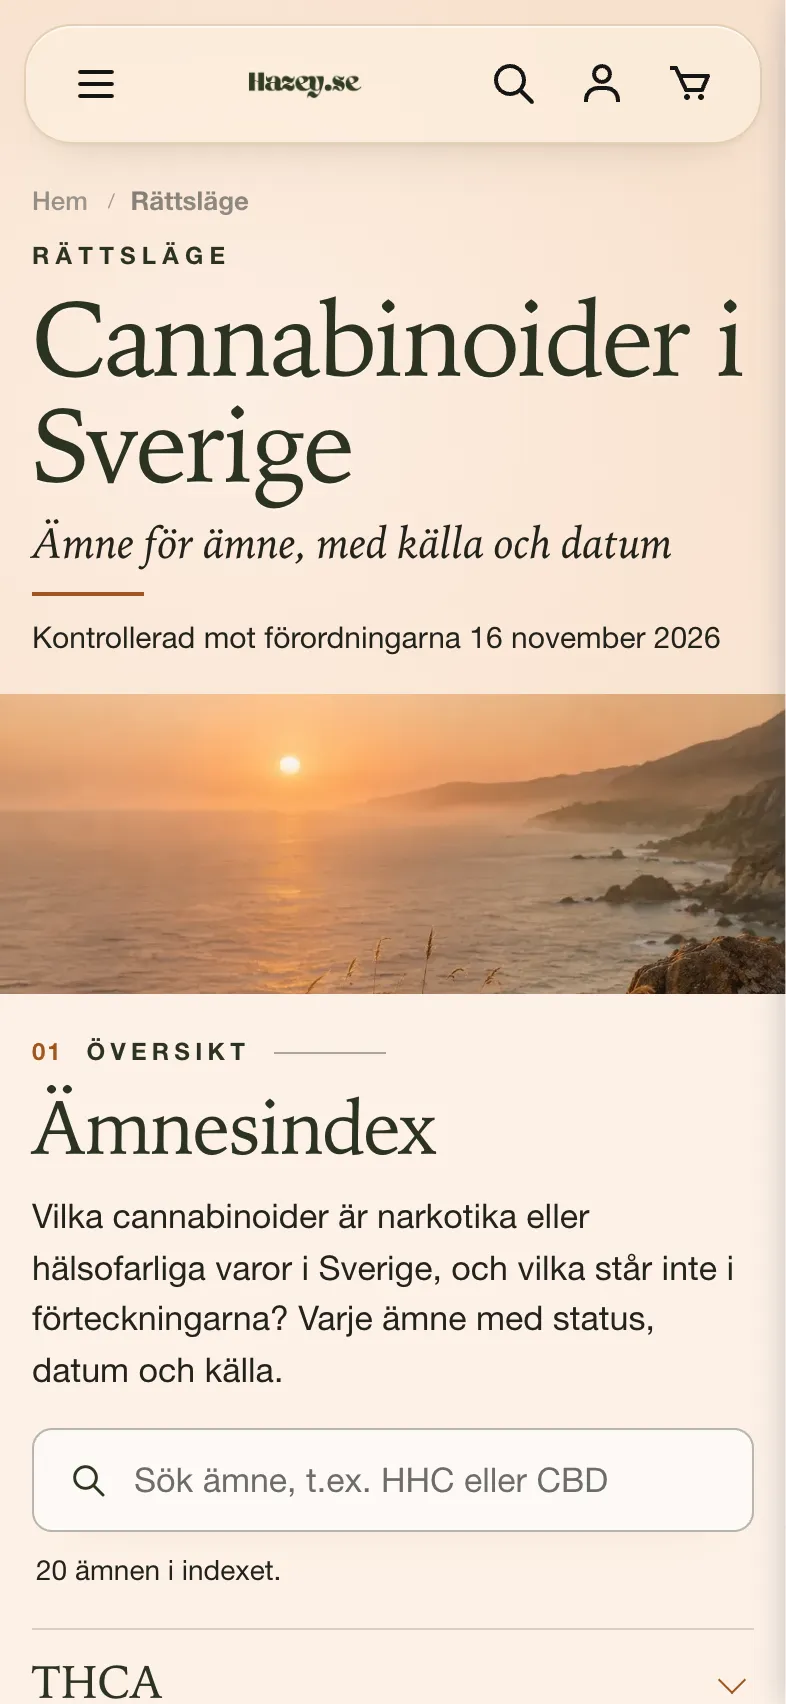 Hazey.se
Hem / Rättsläge
RÄTTSLÄGE
Cannabinoider i
Sverige
Ämne för ämne, med källa och datum
Kontrollerad mot förordningarna 16 november 2026
01 ÖVERSIKT
Ämnesindex
Vilka cannabinoider är narkotika eller
hälsofarliga varor i Sverige, och vilka står inte i
förteckningarna? Varje ämne med status,
datum och källa.
Sök ämne, t.ex. HHC eller CBD
20 ämnen i indexet.
THCA